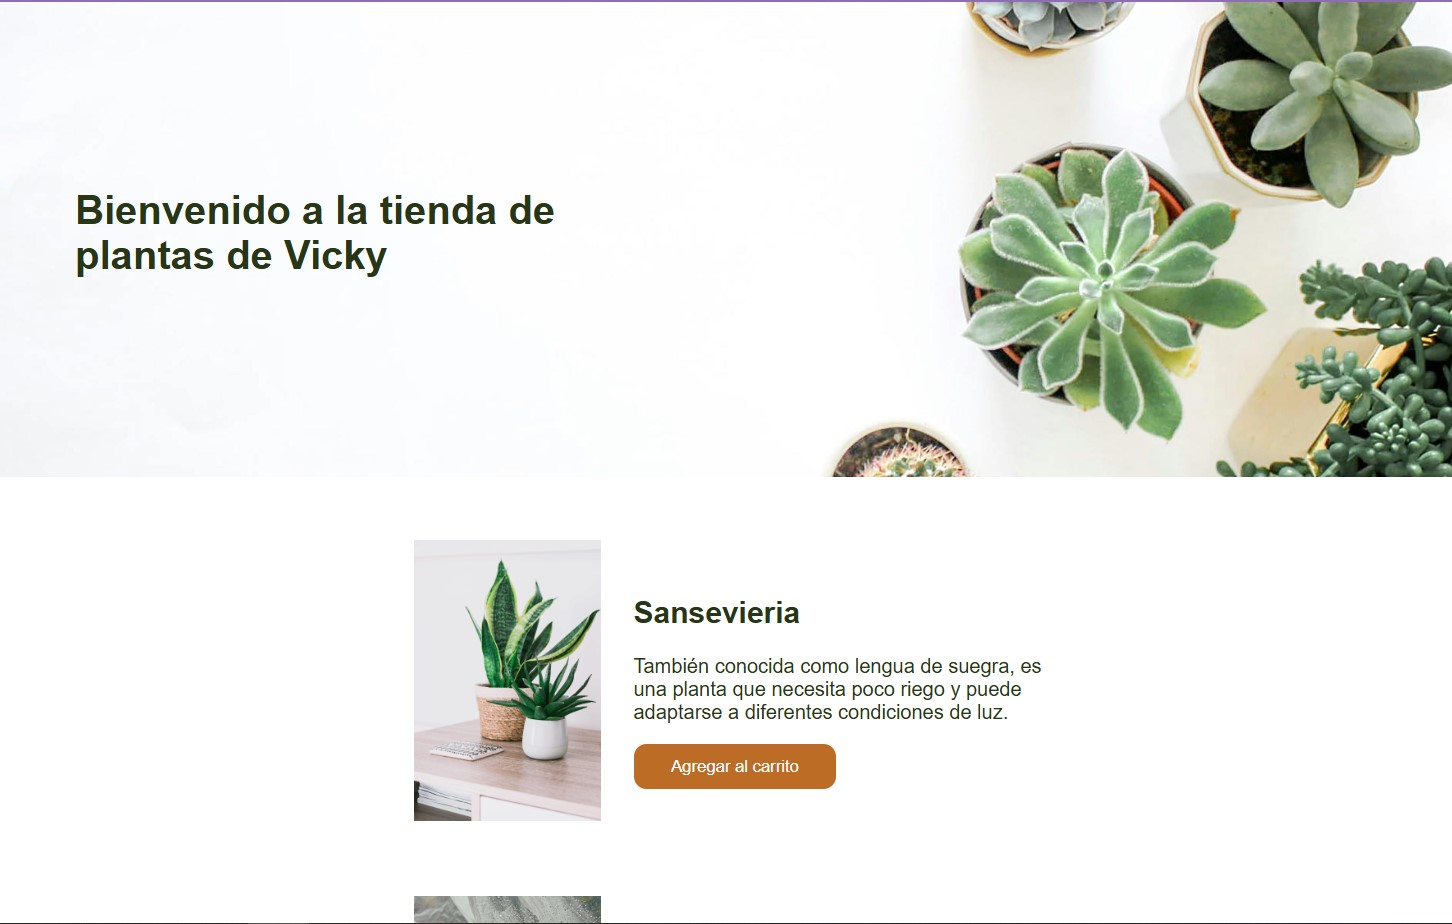 Bienvenido a la tienda de
plantas de Vicky
Sansevieria
También conocida como lengua de suegra, es
una planta que necesita poco riego y puede
adaptarse a diferentes condiciones de luz.
Agregar al carrito